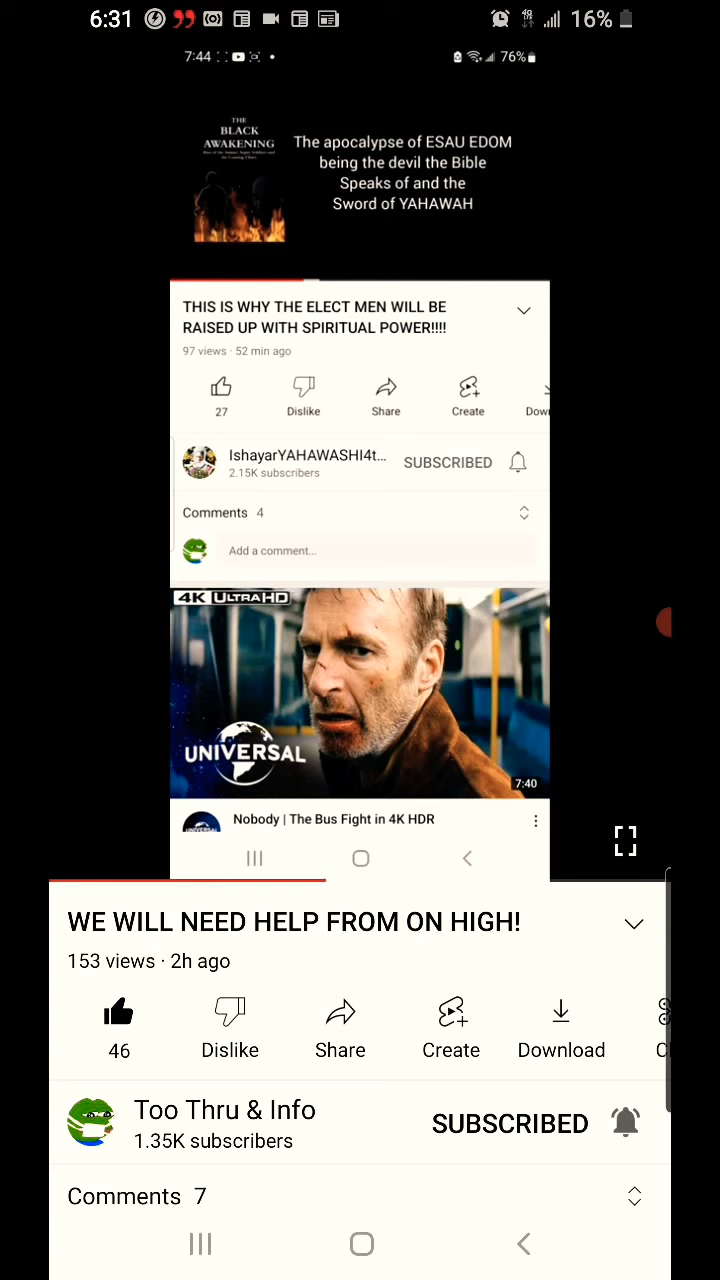 6:31
16%
7:44
76%
THE
BLACK
AWAKENING
The apocalypse of ESAU EDOM
being the devil the Bible
Speaks of and the
Sword of YAHAWAH
THIS IS WHY THE ELECT MEN WILL BE
RAISED UP WITH SPIRITUAL POWER!!!!
97 views · 52 min ago
27 Dislike Share Create Down
IshayarYAHAWASHI4t... SUBSCRIBED
2.15K subscribers
Comments 4
Add a comment...
4K ULTRA HD
UNIVERSAL
7:40
Nobody | The Bus Fight in 4K HDR
WE WILL NEED HELP FROM ON HIGH!
153 views · 2h ago
46 Dislike Share Create Download Cl
Too Thru & Info SUBSCRIBED
1.35K subscribers
Comments 7